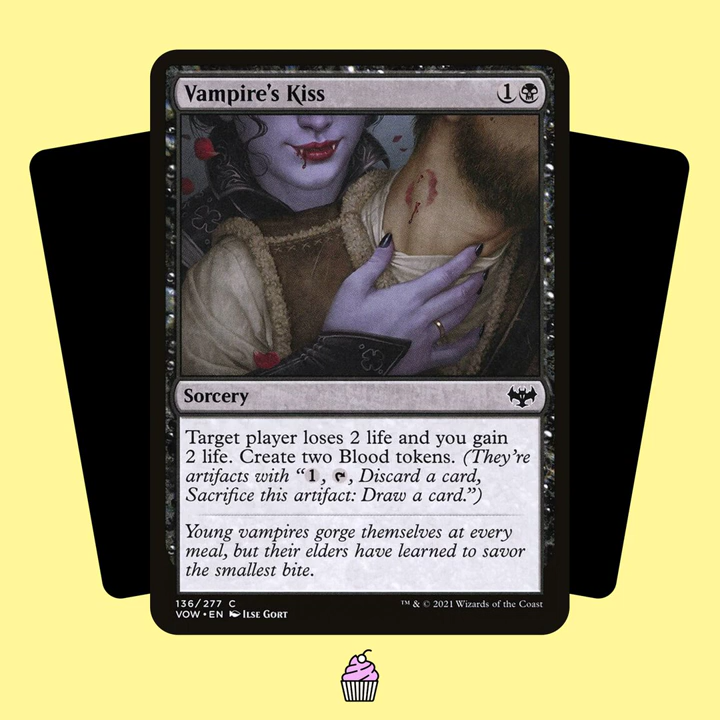 Vampire's Kiss 1
Sorcery
Target player loses 2 life and you gain
2 life. Create two Blood tokens. (They're
artifacts with “1, , Discard a card,
Sacrifice this artifact: Draw a card.”)
Young vampires gorge themselves at every
meal, but their elders have learned to savor
the smallest bite.
136/277 C
VOW • EN Ilse Gort
™ & © 2021 Wizards of the Coast